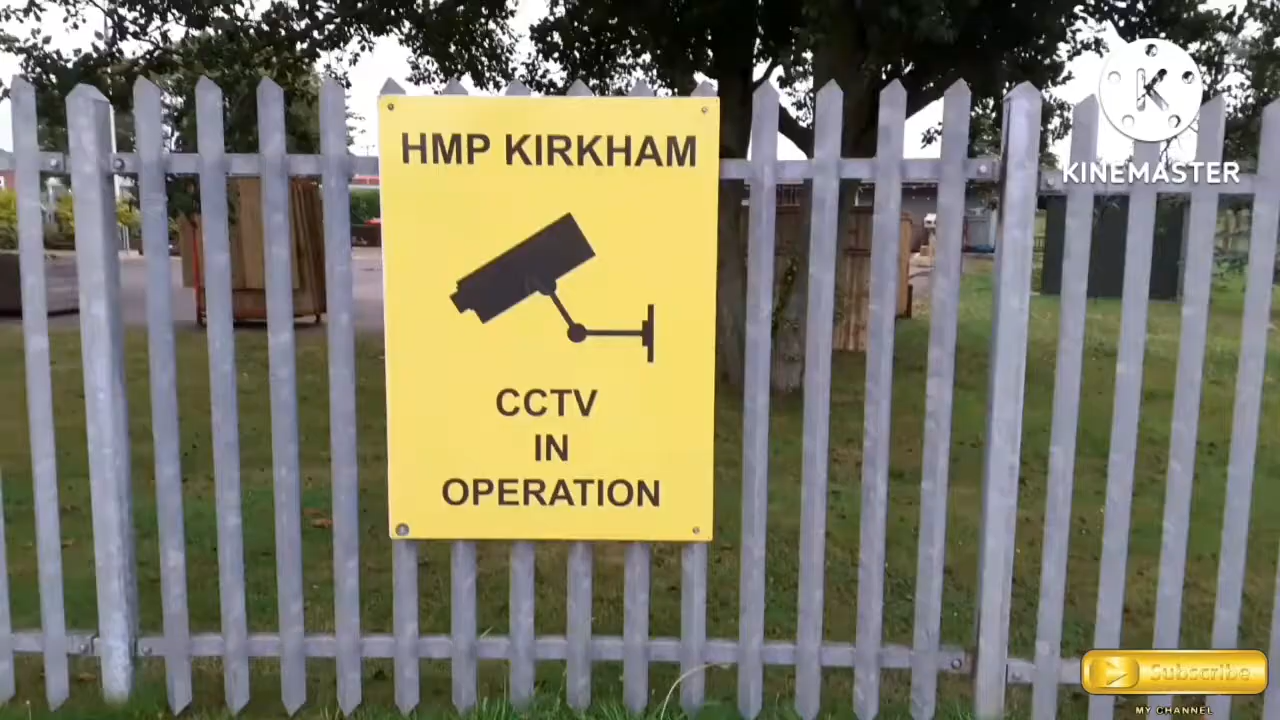 HMP KIRKHAM
K
KINEMASTER
CCTV
IN
OPERATION
Subscribe
MY CHANNEL